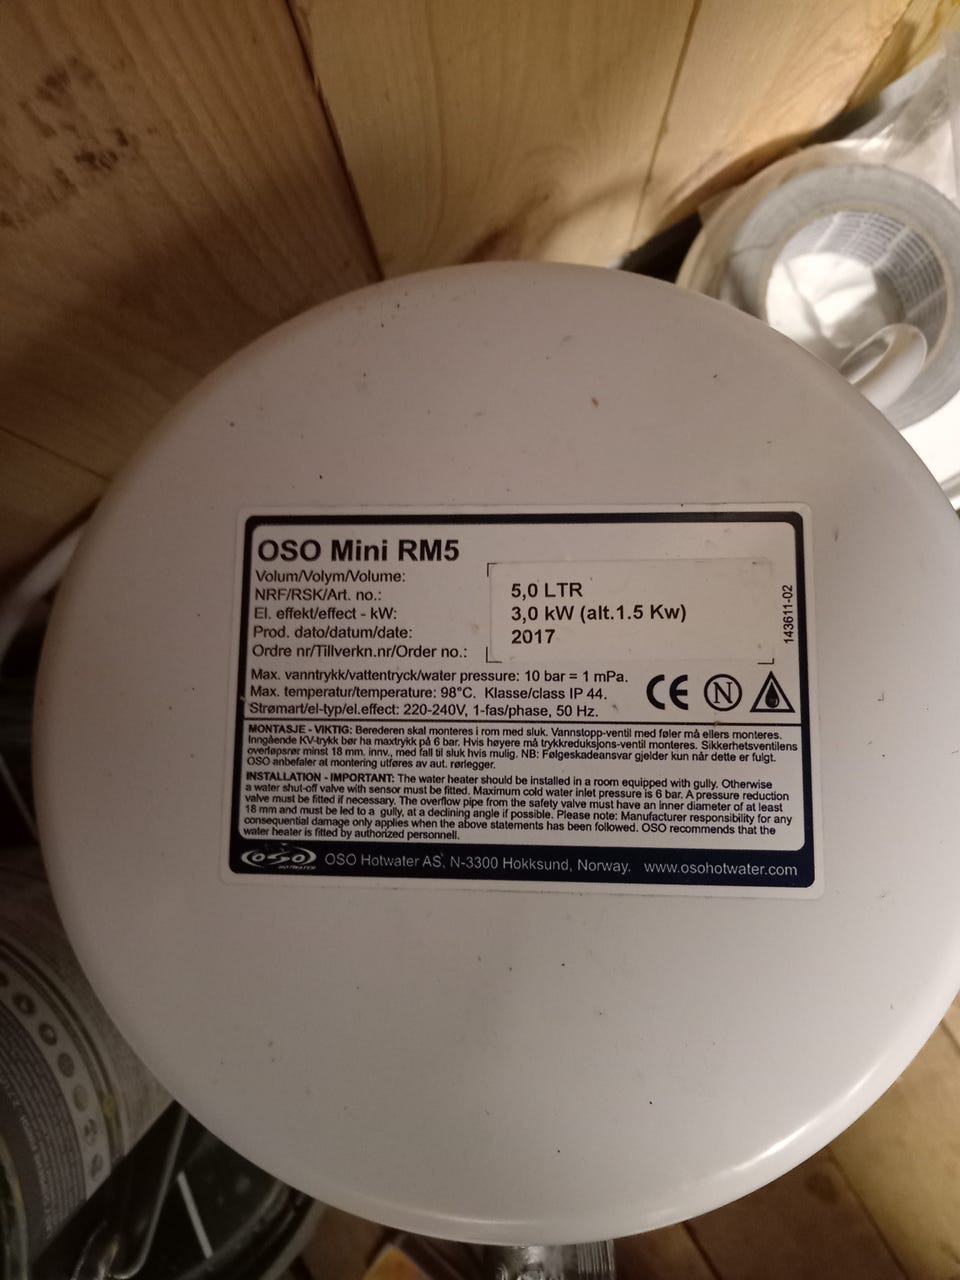 OSO Mini RM5
Volum/Volym/Volume:
5,0 LTR
NRF/RSK/Art. no.:
El. effekt/effect - kW:
3,0 kW (alt.1.5 Kw)
Prod. dato/datum/date:
2017
Ordre nr/Tillverkn.nr/Order no.:
143611-02
Max. vanntrykk/vattentryck/water pressure: 10 bar = 1 mPa.
Max. temperatur/temperature: 98°C. Klasse/class IP 44.
Strømart/el-typ/el.effect: 220-240V, 1-fas/phase, 50 Hz.
CE N
MONTASJE - VIKTIG: Berederen skal monteres i rom med sluk. Vannstopp-ventil med føler må ellers monteres.
Inngående KV-trykk bør ha maxtrykk på 6 bar. Hvis høyere må trykkreduksjons-ventil monteres. Sikkerhetsventilens
overløpsrør minst 18 mm. innv., med fall til sluk hvis mulig. NB: Følgeskadeansvar gjelder kun når dette er fulgt.
OSO anbefaler at montering utføres av aut. rørlegger.
INSTALLATION - IMPORTANT: The water heater should be installed in a room equipped with gully. Otherwise
a water shut-off valve with sensor must be fitted. Maximum cold water inlet pressure is 6 bar. A pressure reduction
valve must be fitted if necessary. The overflow pipe from the safety valve must have an inner diameter of at least
18 mm and must be led to a gully, at a declining angle if possible. Please note: Manufacturer responsibility for any
consequential damage only applies when the above statements has been followed. OSO recommends that the
water heater is fitted by authorized personnell.
OSO HOTWATER
OSO Hotwater AS, N-3300 Hokksund, Norway. www.osohotwater.com